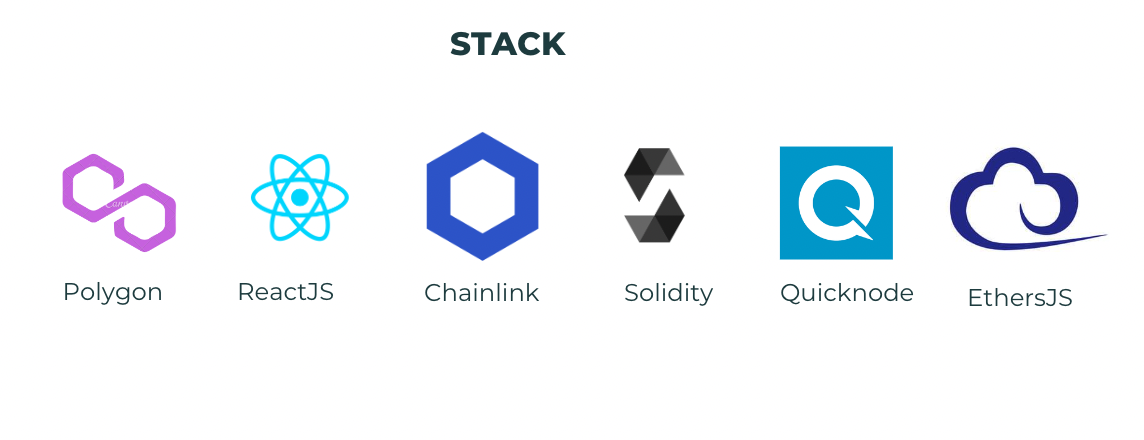 STACK
Polygon
ReactJS
Chainlink
Solidity
Quicknode
EthersJS